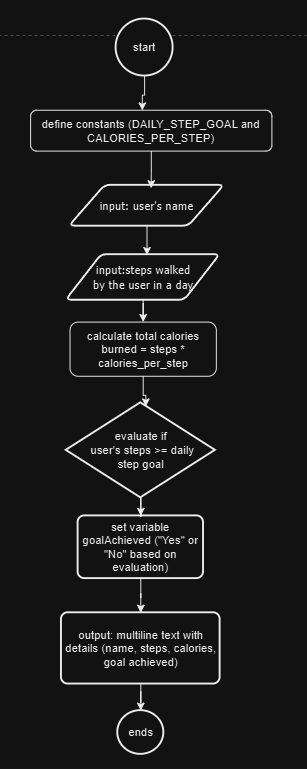 start
define constants (DAILY_STEP_GOAL and
CALORIES_PER_STEP)
input: user's name
input:steps walked
by the user in a day
calculate total calories
burned = steps *
calories_per_step
evaluate if
user's steps >= daily
step goal
set variable
goalAchieved ("Yes" or
"No" based on
evaluation)
output: multiline text with
details (name, steps, calories,
goal achieved)
ends